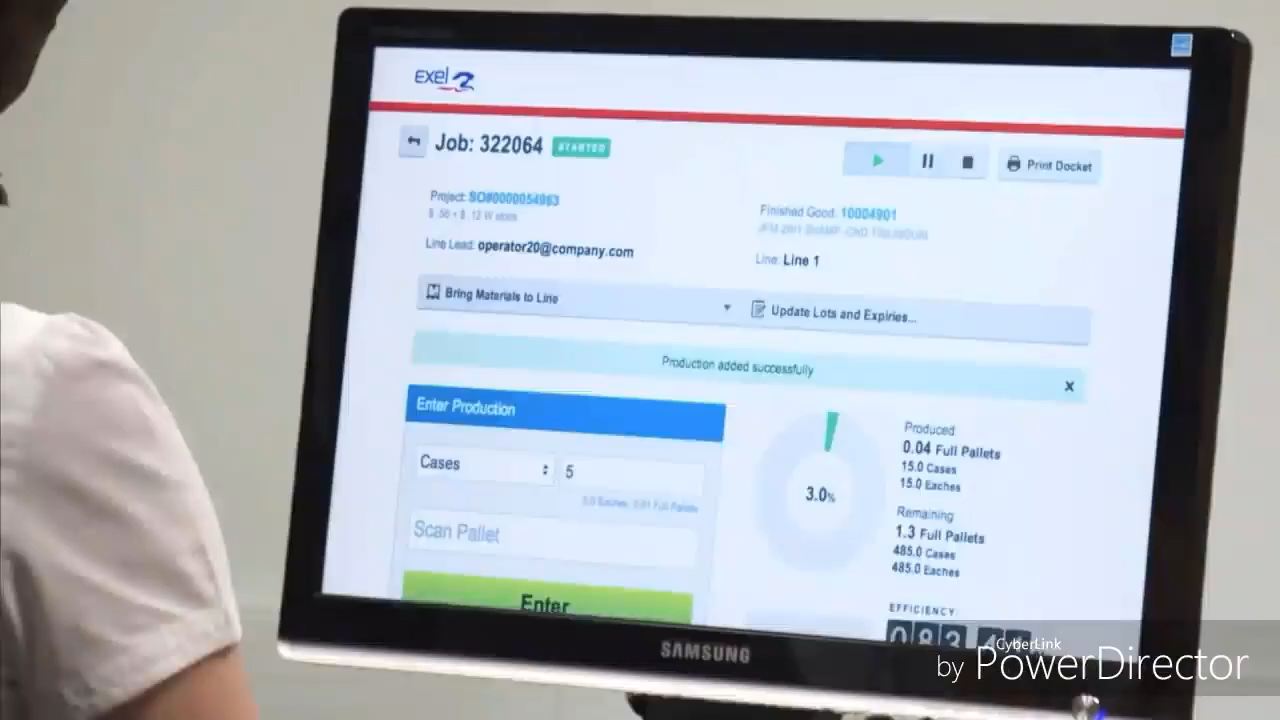 exel
Job: 322064 STARTED
Print Docket
Project: SO#0000054963
Finished Good: 10004901
Line Lead: operator20@company.com
Line: Line 1
Bring Materials to Line
Update Lots and Expiries...
Production added successfully x
Enter Production
Cases 5
Scan Pallet
Enter
3.0%
Produced
0.04 Full Pallets
15.0 Cases
15.0 Eaches
Remaining
1.3 Full Pallets
485.0 Cases
485.0 Eaches
EFFICIENCY:
083
SAMSUNG
CyberLink
by PowerDirector